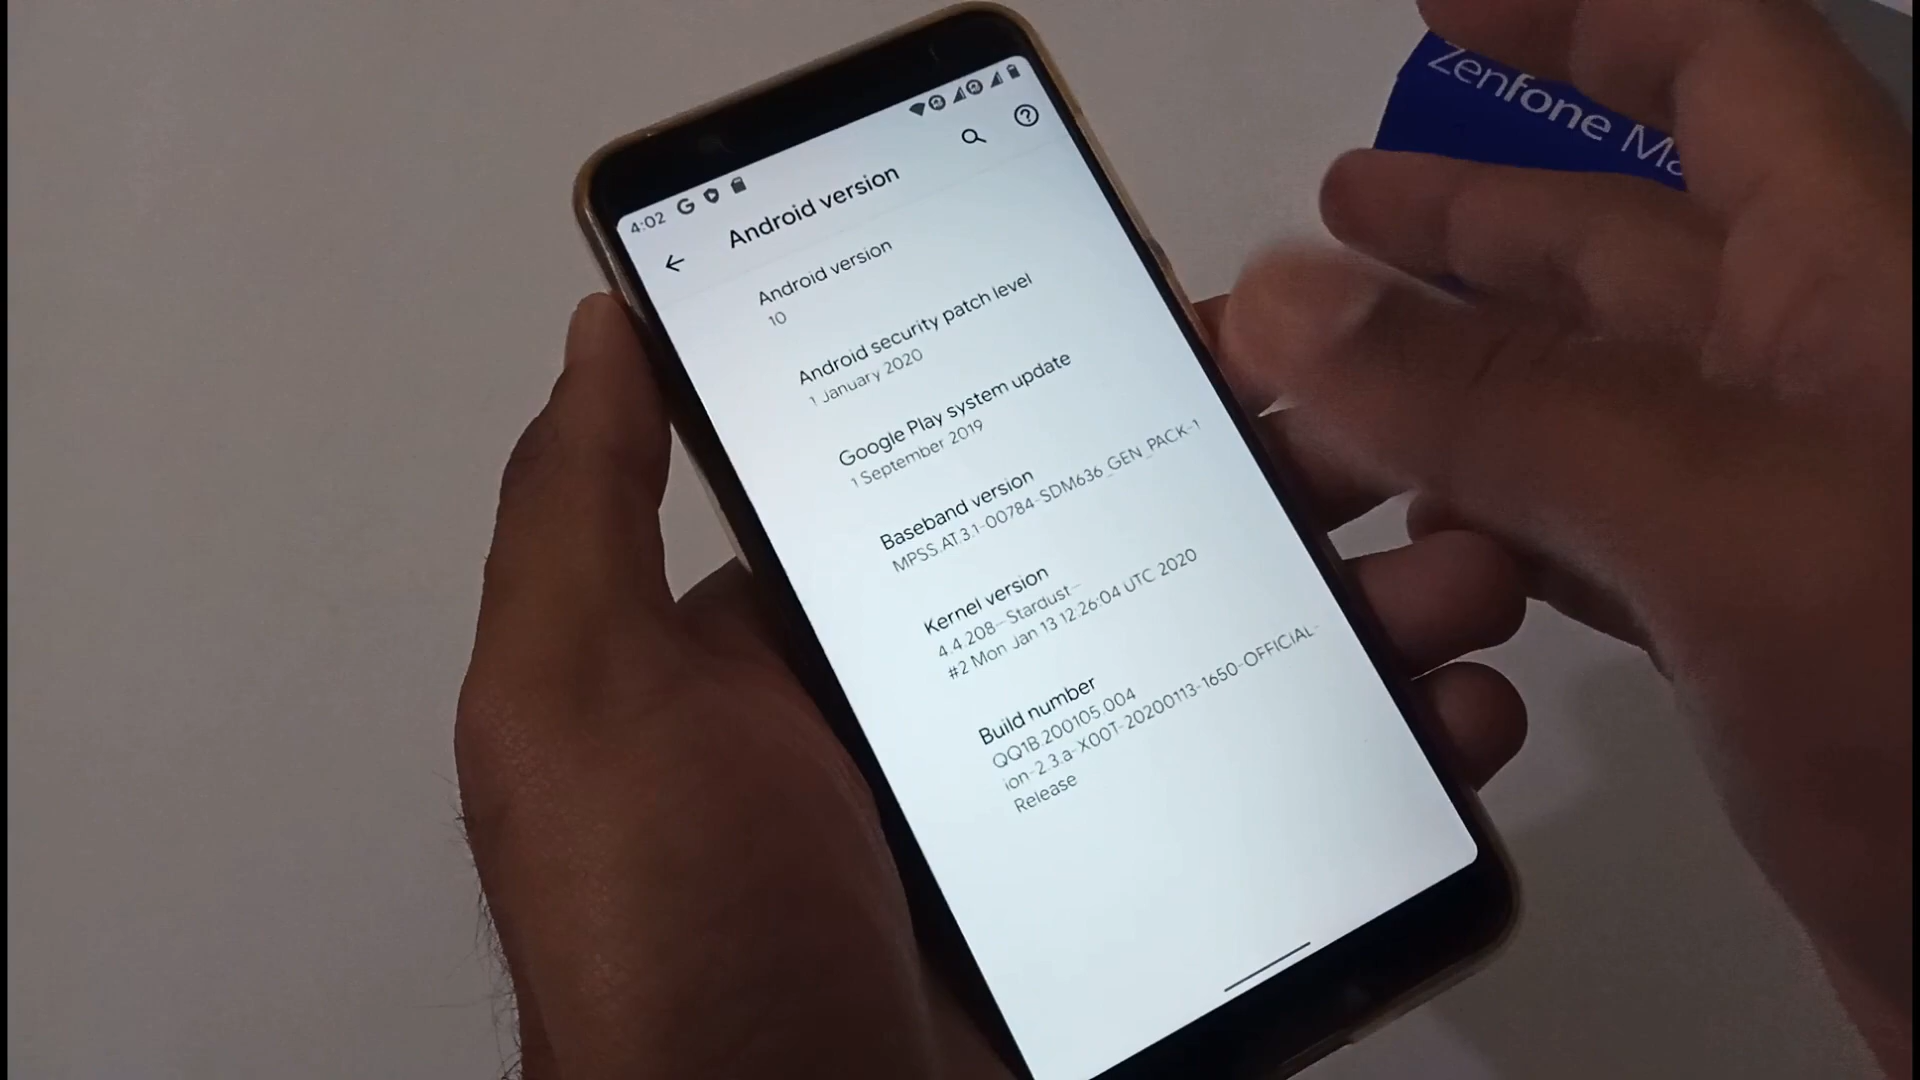 Zenfone Ma
4:02
Android version
Android version
10
Android security patch level
1 January 2020
Google Play system update
1 September 2019
Baseband version
MPSS.AT.3.1-00784-SDM636_GEN_PACK-1
Kernel version
4.4.208-Stardust-
#2 Mon Jan 13 12:26:04 UTC 2020
Build number
QQ1B.200105.004
ion-2.3.a-X00T-20200113-1650-OFFICIAL-
Release